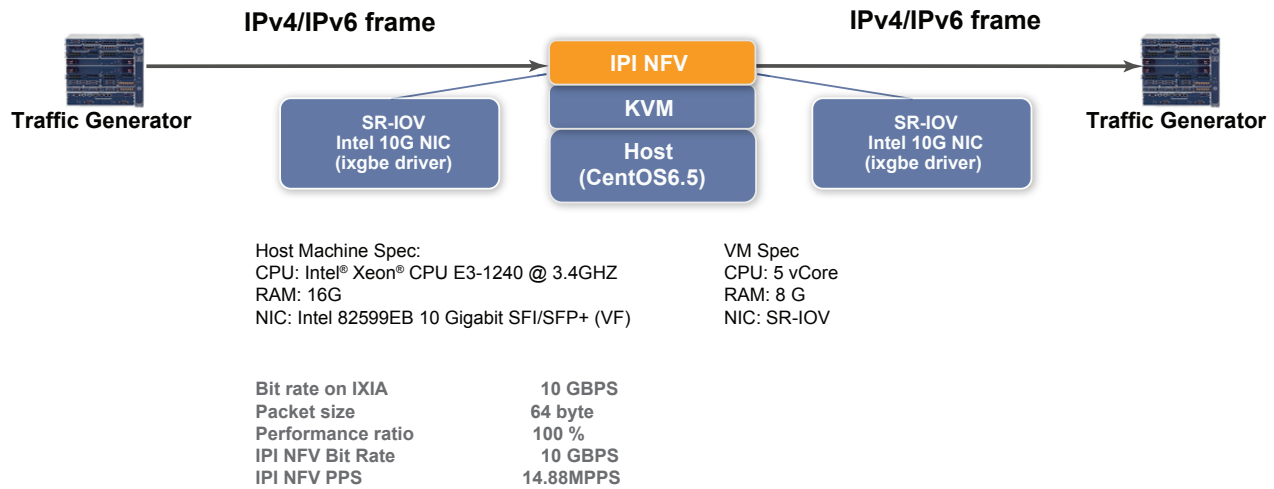 IPv4/IPv6 frame
IPv4/IPv6 frame
Traffic Generator
SR-IOV
Intel 10G NIC
(ixgbe driver)
IPI NFV
KVM
Host
(CentOS6.5)
SR-IOV
Intel 10G NIC
(ixgbe driver)
Traffic Generator
Host Machine Spec:
CPU: Intel® Xeon® CPU E3-1240 @ 3.4GHZ
RAM: 16G
NIC: Intel 82599EB 10 Gigabit SFI/SFP+ (VF)
VM Spec
CPU: 5 vCore
RAM: 8 G
NIC: SR-IOV
Bit rate on IXIA 10 GBPS
Packet size 64 byte
Performance ratio 100 %
IPI NFV Bit Rate 10 GBPS
IPI NFV PPS 14.88MPPS